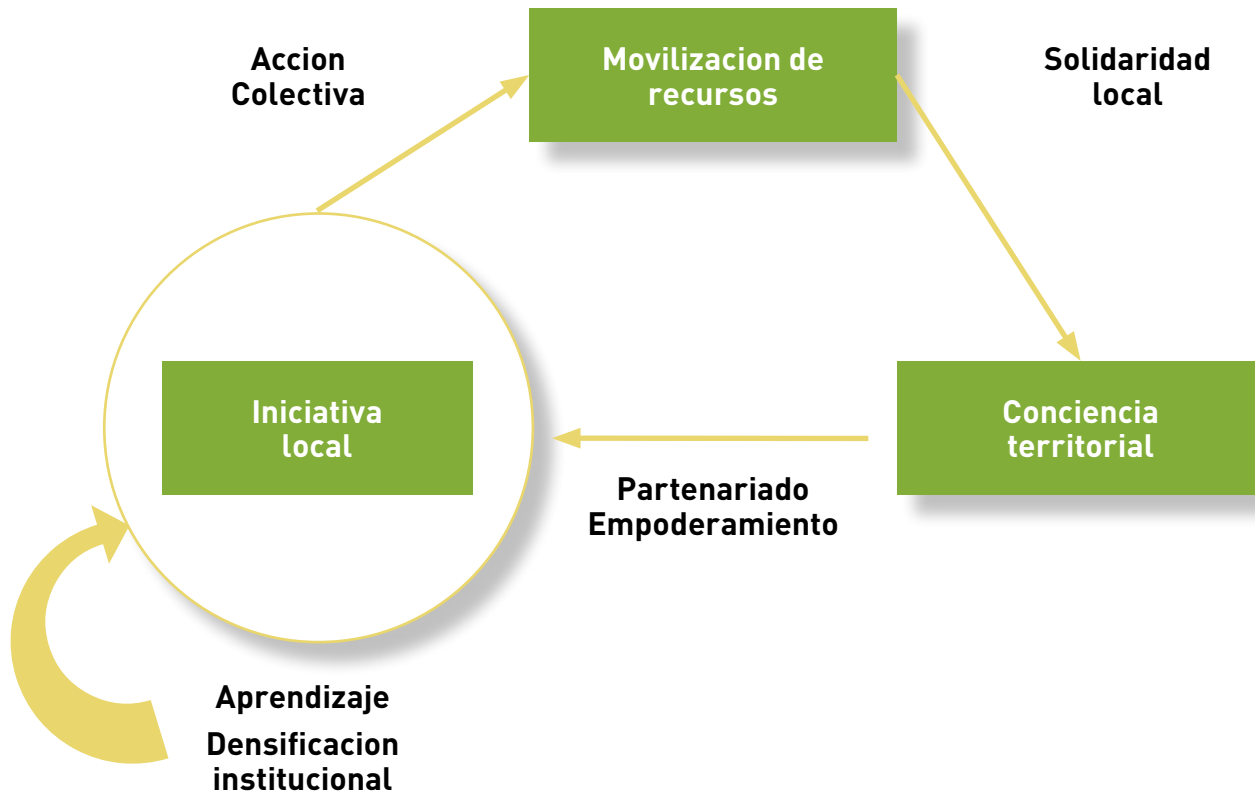 Accion
Colectiva
Movilizacion de
recursos
Solidaridad
local
Iniciativa
local
Conciencia
territorial
Partenariado
Empoderamiento
Aprendizaje
Densificacion
institucional